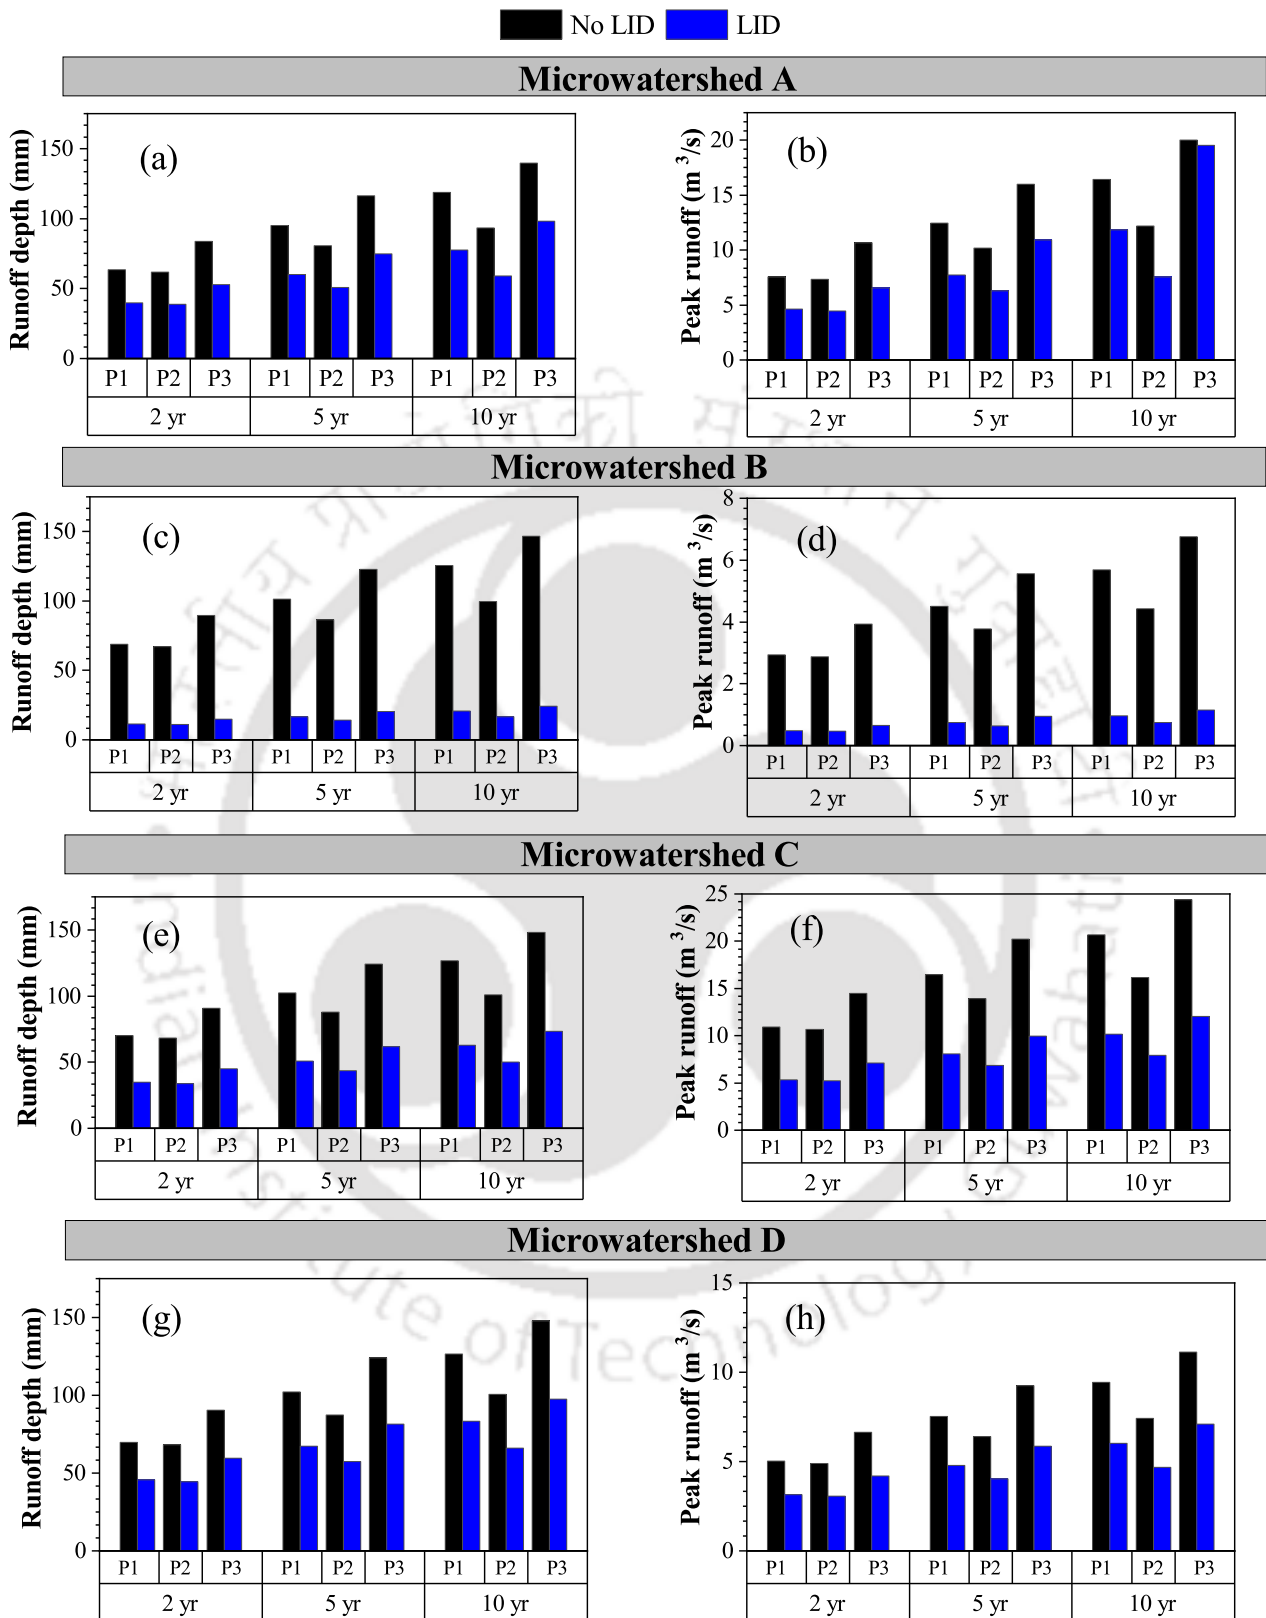 No LID LID
Microwatershed A
Runoff depth (mm)
150
100
50
0
(a)
P1 P2 P3 P1 P2 P3 P1 P2 P3
2 yr 5 yr 10 yr
Peak runoff (m 3/s)
20
15
10
5
0
(b)
P1 P2 P3 P1 P2 P3 P1 P2 P3
2 yr 5 yr 10 yr
Microwatershed B
Runoff depth (mm)
150
100
50
0
(c)
P1 P2 P3 P1 P2 P3 P1 P2 P3
2 yr 5 yr 10 yr
Peak runoff (m 3/s)
8
6
4
2
0
(d)
P1 P2 P3 P1 P2 P3 P1 P2 P3
2 yr 5 yr 10 yr
Microwatershed C
Runoff depth (mm)
150
100
50
0
(e)
P1 P2 P3 P1 P2 P3 P1 P2 P3
2 yr 5 yr 10 yr
Peak runoff (m 3/s)
25
20
15
10
5
0
(f)
P1 P2 P3 P1 P2 P3 P1 P2 P3
2 yr 5 yr 10 yr
Microwatershed D
Runoff depth (mm)
150
100
50
0
(g)
P1 P2 P3 P1 P2 P3 P1 P2 P3
2 yr 5 yr 10 yr
Peak runoff (m 3/s)
15
10
5
0
(h)
P1 P2 P3 P1 P2 P3 P1 P2 P3
2 yr 5 yr 10 yr
Indian Institute of Technology